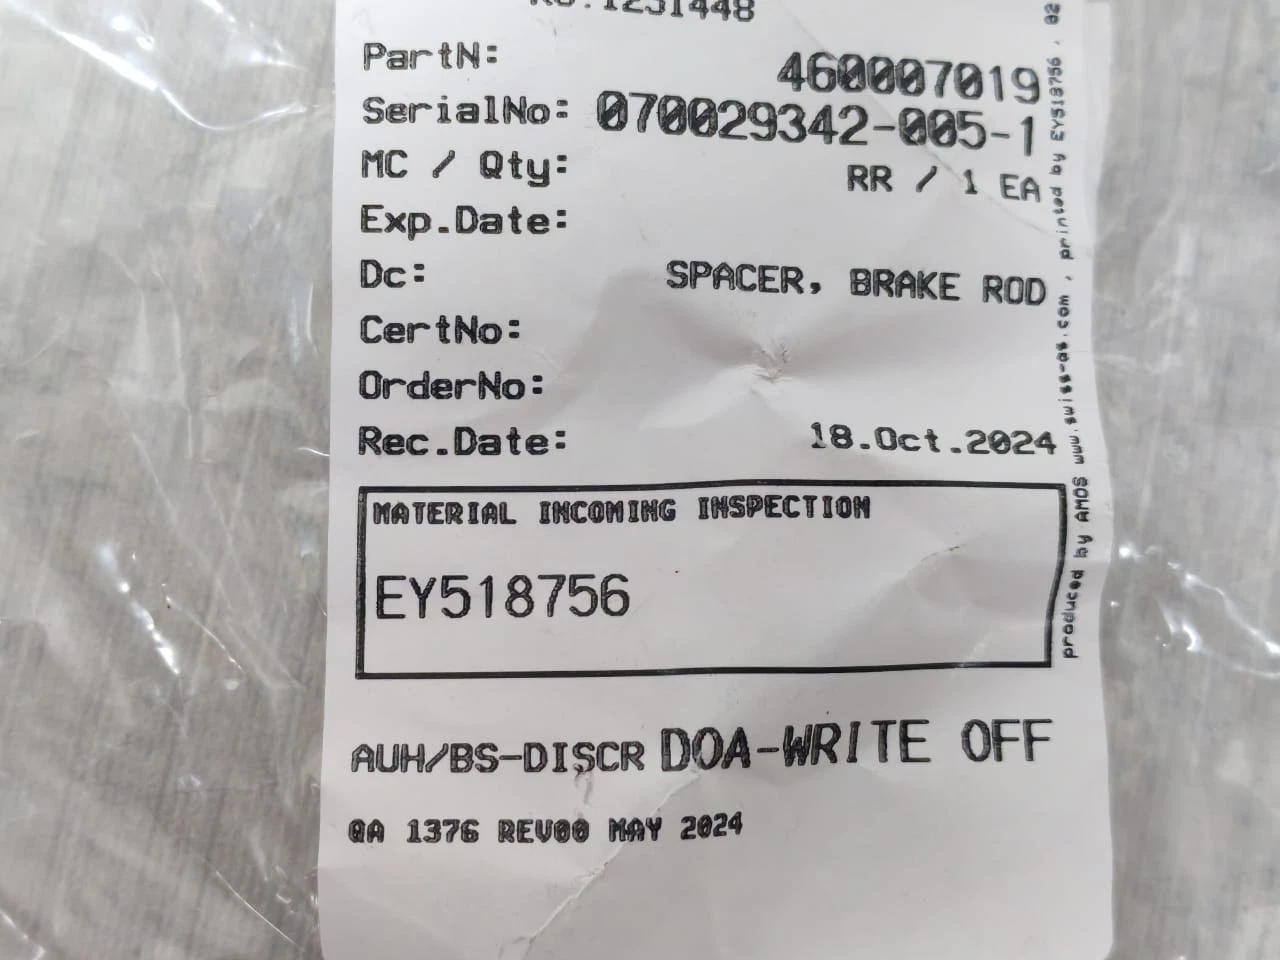 1231448
PartN: 460007019
SerialNo: 070029342-005-1
MC / Qty: RR / 1 EA
Exp.Date:
Dc: SPACER, BRAKE ROD
CertNo:
OrderNo:
Rec.Date: 18.Oct.2024
MATERIAL INCOMING INSPECTION
EY518756
AUH/BS-DISCR DOA-WRITE OFF
QA 1376 REV00 MAY 2024
produced by AMOS www.swiss-as.com , printed by EY518756 , 02